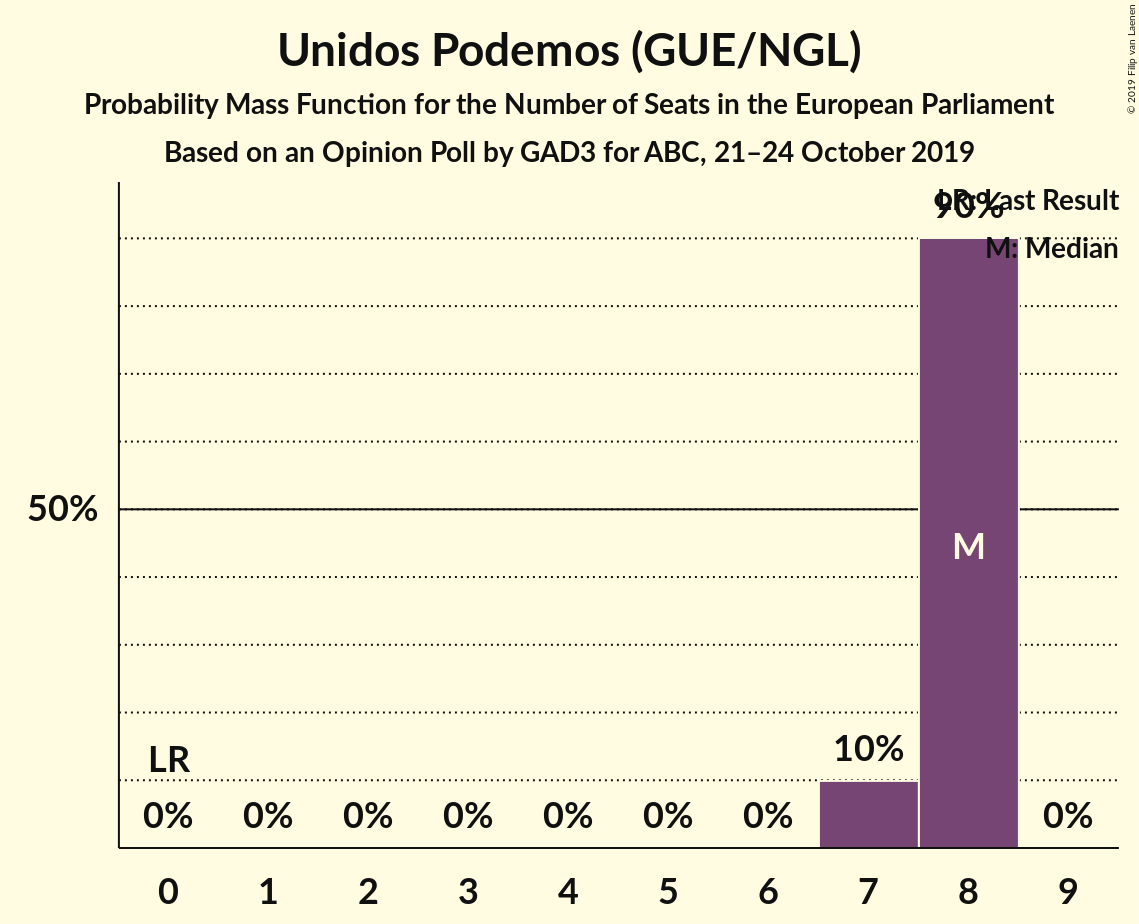 Unidos Podemos (GUE/NGL)
Probability Mass Function for the Number of Seats in the European Parliament
Based on an Opinion Poll by GAD3 for ABC, 21–24 October 2019
© 2019 Filip van Laenen
LR: Last Result
90%
M: Median
50%
M
LR
10%
0% 0% 0% 0% 0% 0% 0% 0%
0 1 2 3 4 5 6 7 8 9